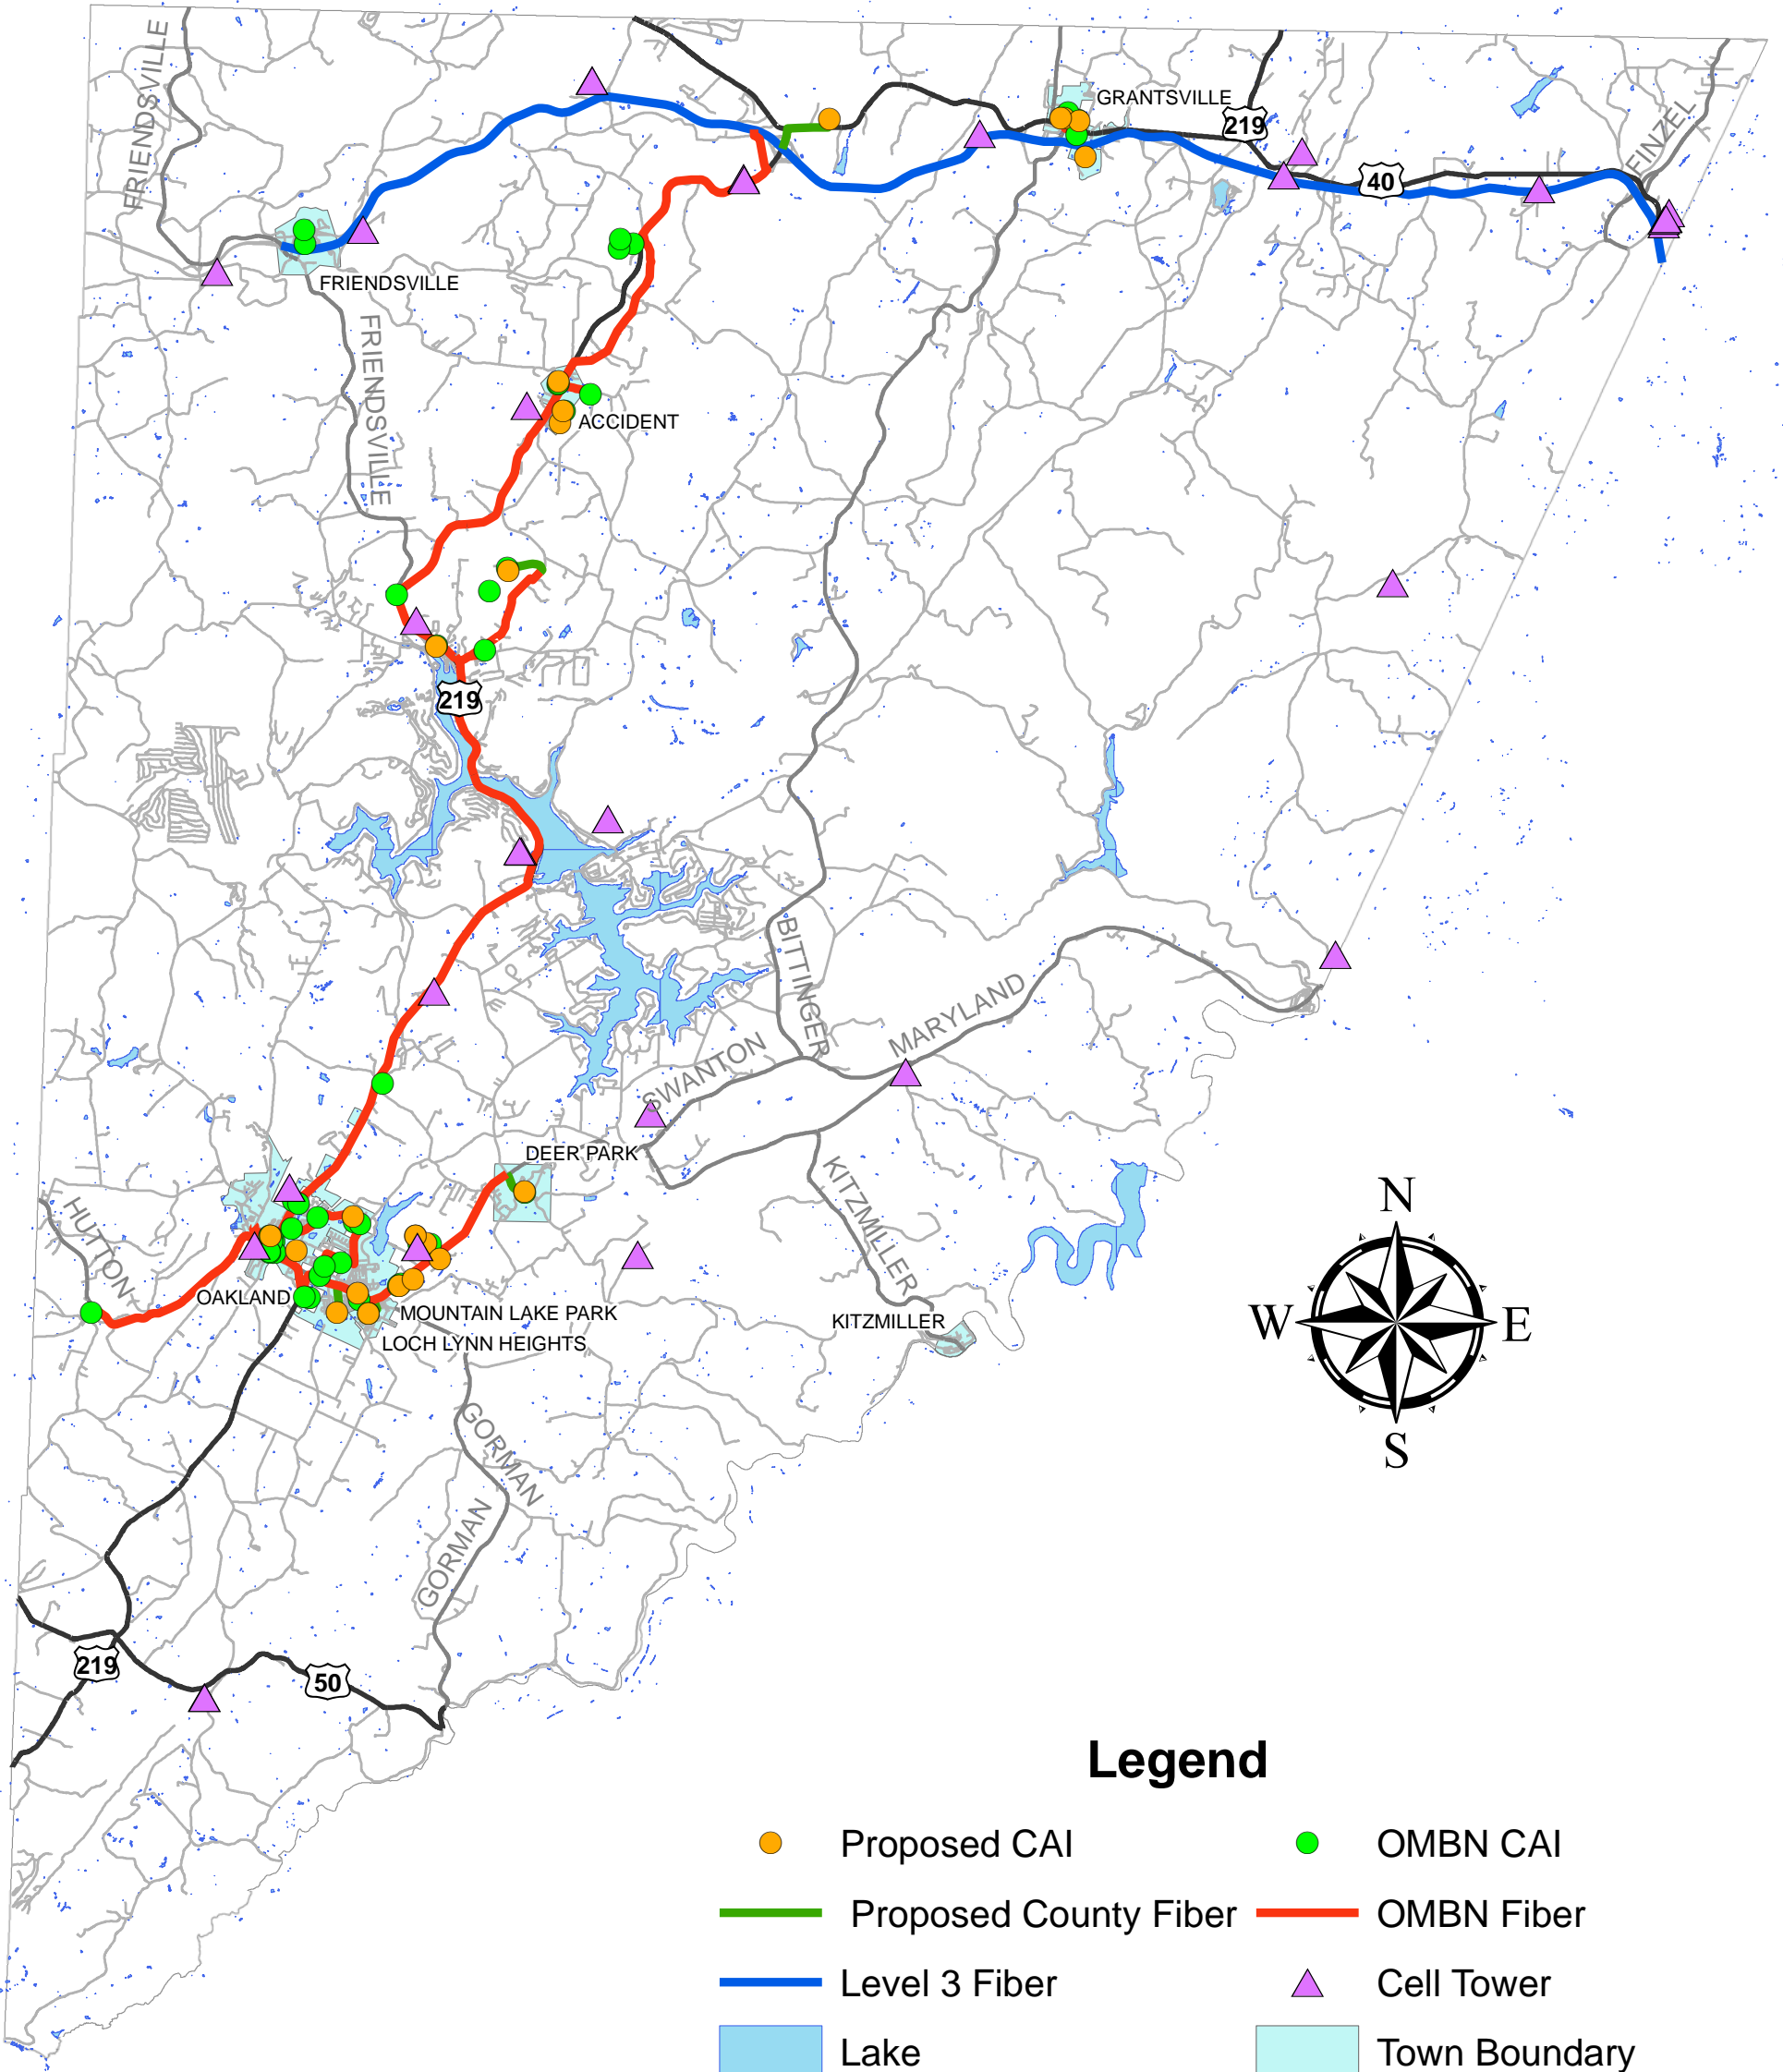 FRIENDSVILLE
GRANTSVILLE
219
FINZEL
40
FRIENDSVILLE
FRIENDSVILLE
ACCIDENT
219
BITTINGER
MARYLAND
SWANTON
DEER PARK
KITZMILLER
HUTTON
OAKLAND
MOUNTAIN LAKE PARK
KITZMILLER
LOCH LYNN HEIGHTS
N
W
E
S
GORMAN
GORMAN
219
50
Legend
Proposed CAI
OMBN CAI
Proposed County Fiber
OMBN Fiber
Level 3 Fiber
Cell Tower
Lake
Town Boundary